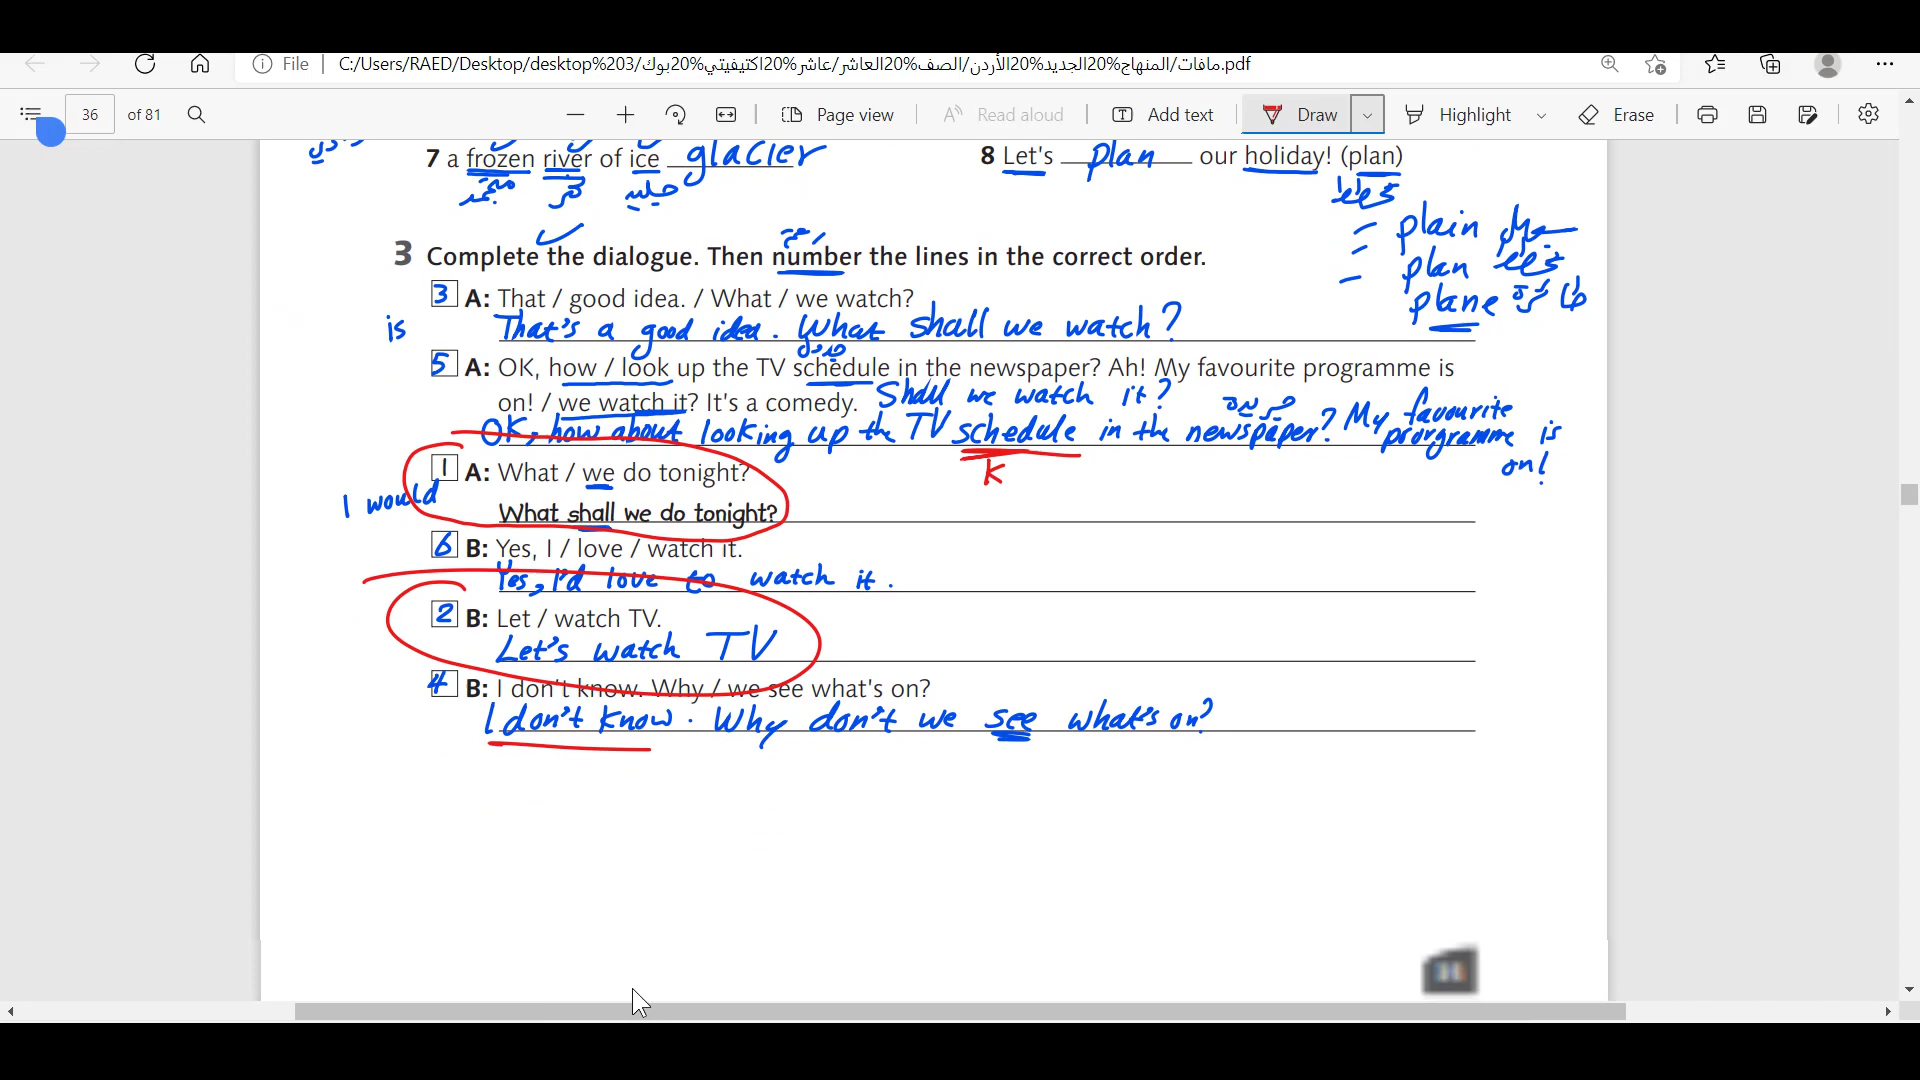 File C:/Users/RAED/Desktop/desktop%203/مافات/المنهاج%20الجديد%20الأردن/الصف%20العاشر/عاشر%20اكتيفيتي%20بوك.pdf
36 of 81 Page view Read aloud Add text Draw Highlight Erase
7 a frozen river of ice glacier
8 Let's plan our holiday! (plan)
جليد
= plain سهل
- plan
plane طائرة
3 Complete the dialogue. Then number the lines in the correct order.
3 A: That / good idea. / What / we watch?
is That's a good idea. What shall we watch?
5 A: OK, how / look up the TV schedule in the newspaper? Ah! My favourite programme is
on! / we watch it? It's a comedy. Shall we watch it?
جريدة
OK, how about looking up the TV schedule in the newspaper? My favourite prorgramme is on!
K
1 A: What / we do tonight?
I would
What shall we do tonight?
6 B: Yes, I / love / watch it.
Yes, I'd love to watch it.
2 B: Let / watch TV.
Let's watch TV
4 B: I don't know. Why / we see what's on?
I don't know. Why don't we see what's on?